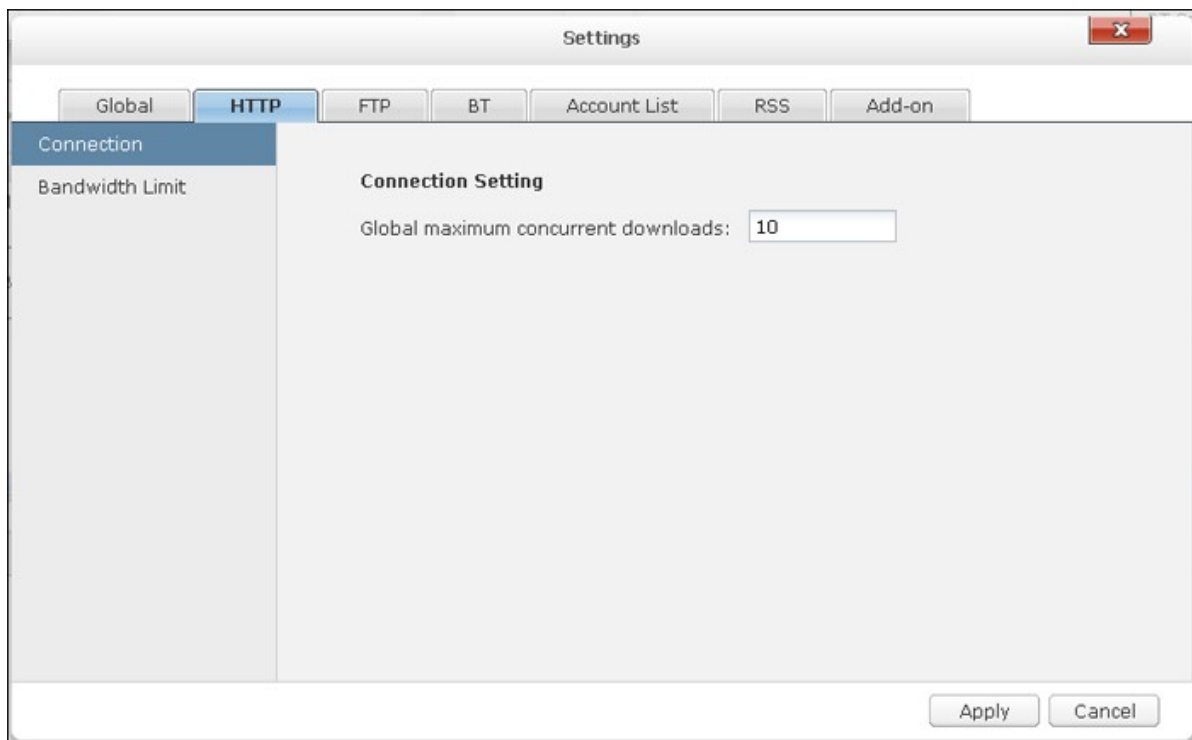 Settings
x
Global HTTP FTP BT Account List RSS Add-on
Connection
Bandwidth Limit
Connection Setting
Global maximum concurrent downloads: 10
Apply Cancel